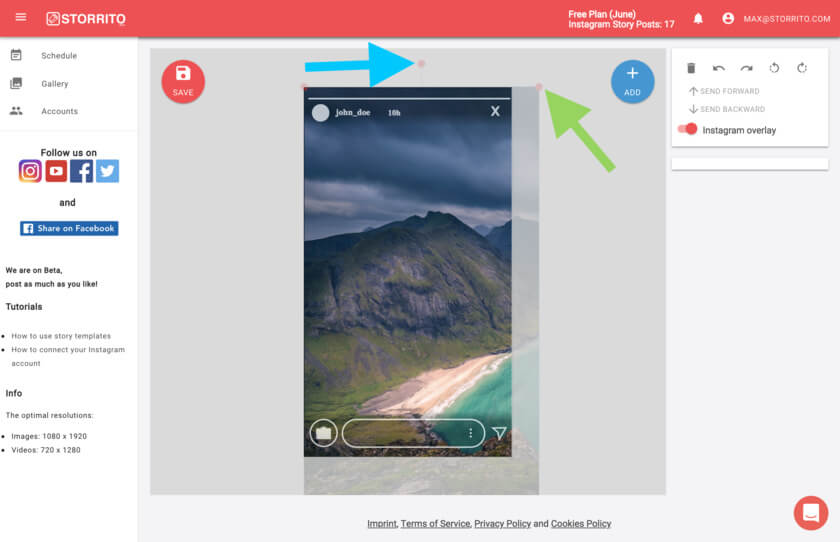 STORRITO
Free Plan (June)
Instagram Story Posts: 17
MAX@STORRITO.COM
Schedule
Gallery
Accounts
Follow us on
and
Share on Facebook
We are on Beta,
post as much as you like!
Tutorials
How to use story templates
How to connect your Instagram
account
Info
The optimal resolutions:
Images: 1080 x 1920
Videos: 720 x 1280
SAVE
john_doe 10h X
ADD
SEND FORWARD
SEND BACKWARD
Instagram overlay
Imprint, Terms of Service, Privacy Policy and Cookies Policy